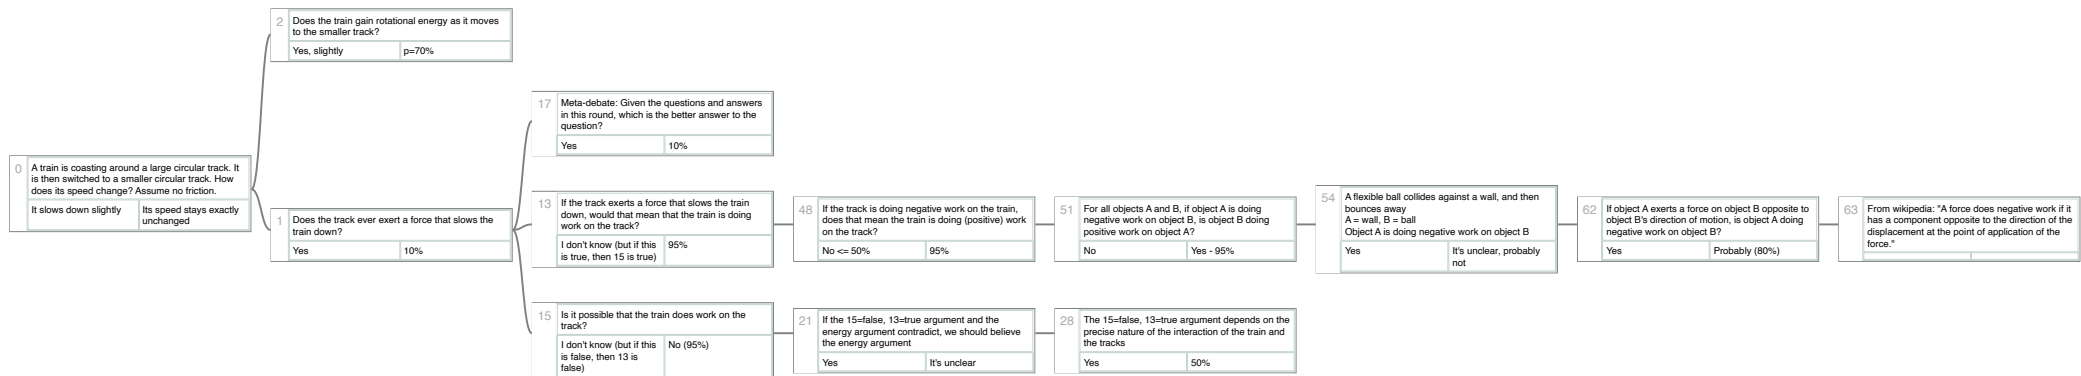 0
A train is coasting around a large circular track. It
is then switched to a smaller circular track. How
does its speed change? Assume no friction.
It slows down slightly
Its speed stays exactly
unchanged
2
Does the train gain rotational energy as it moves
to the smaller track?
Yes, slightly
p=70%
1
Does the track ever exert a force that slows the
train down?
Yes
10%
17
Meta-debate: Given the questions and answers
in this round, which is the better answer to the
question?
Yes
10%
13
If the track exerts a force that slows the train
down, would that mean that the train is doing
work on the track?
I don't know (but if this
is true, then 15 is true)
95%
15
Is it possible that the train does work on the
track?
I don't know (but if this
is false, then 13 is
false)
No (95%)
48
If the track is doing negative work on the train,
does that mean the train is doing (positive) work
on the track?
No <= 50%
95%
51
For all objects A and B, if object A is doing
negative work on object B, is object B doing
positive work on object A?
No
Yes - 95%
54
A flexible ball collides against a wall, and then
bounces away
A = wall, B = ball
Object A is doing negative work on object B
Yes
It's unclear, probably
not
62
If object A exerts a force on object B opposite to
object B's direction of motion, is object A doing
negative work on object B?
Yes
Probably (80%)
63
From wikipedia: "A force does negative work if it
has a component opposite to the direction of the
displacement at the point of application of the
force."
21
If the 15=false, 13=true argument and the
energy argument contradict, we should believe
the energy argument
Yes
It's unclear
28
The 15=false, 13=true argument depends on the
precise nature of the interaction of the train and
the tracks
Yes
50%